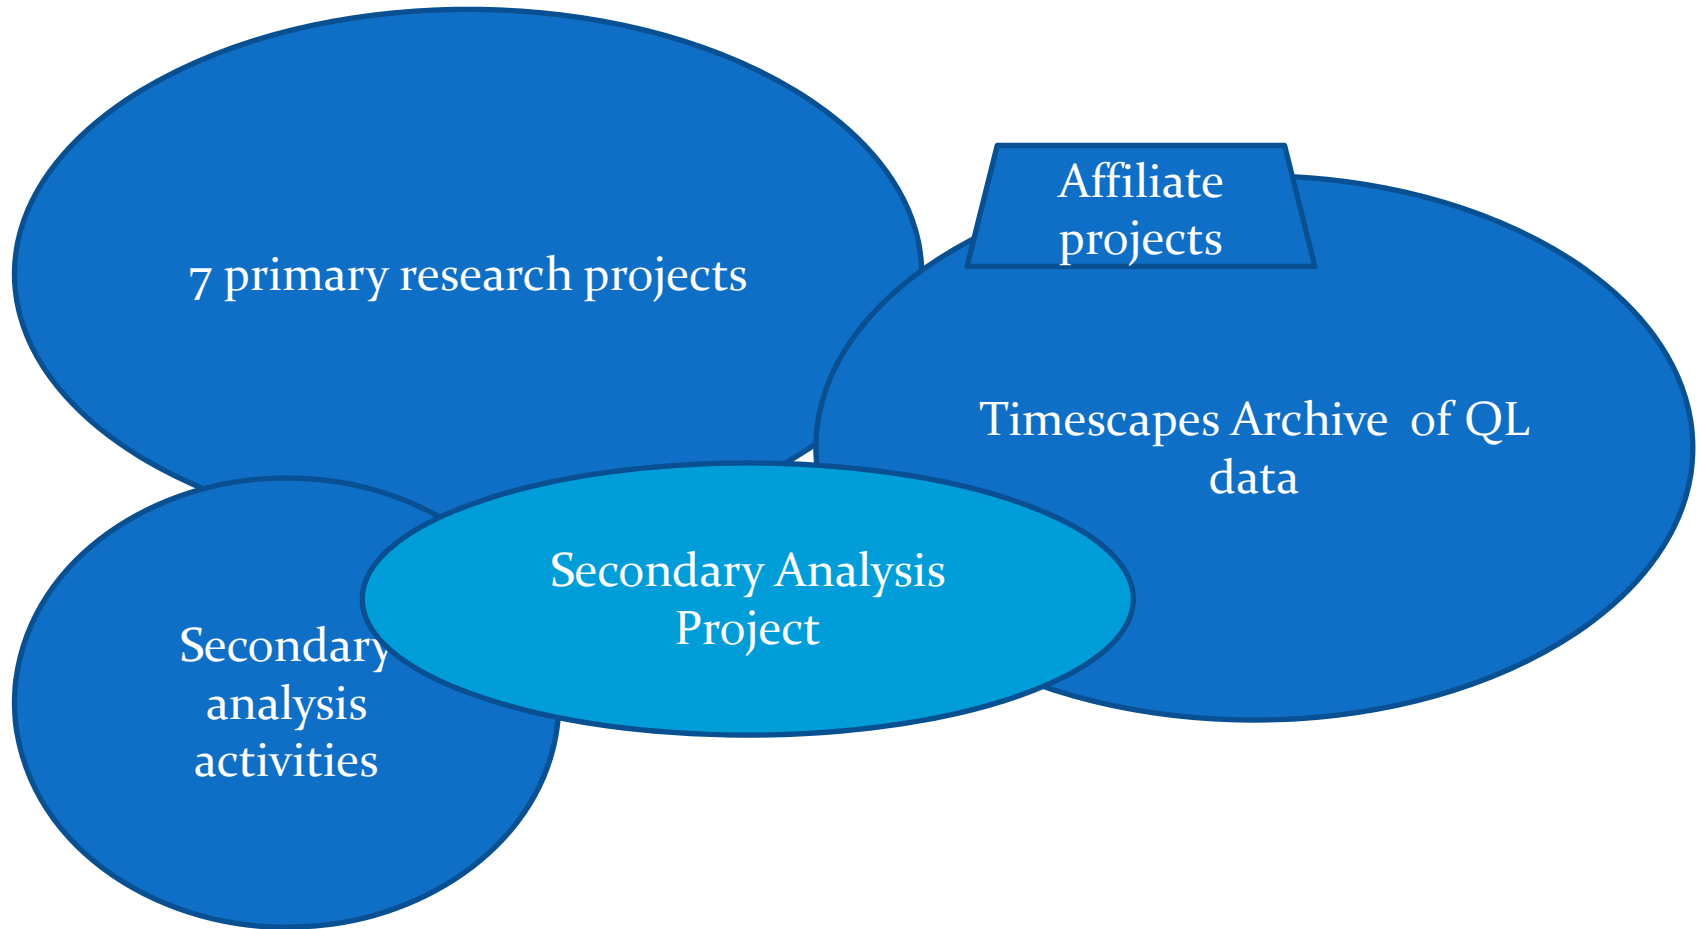 7 primary research projects
Affiliate
projects
Timescapes Archive  of QL
data
Secondary Analysis
Project
Secondary
analysis
activities